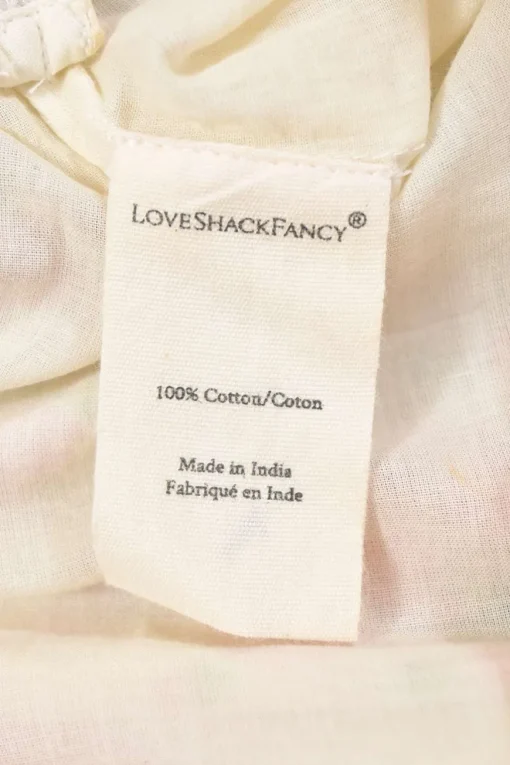 LOVESHACKFANCY®
100% Cotton/Coton
Made in India
Fabriqué en Inde